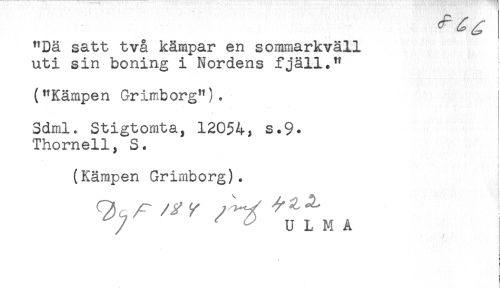 866
"Dä satt två kämpar en sommarkväll
uti sin boning i Nordens fjäll."
("Kämpen Grimborg").
Sdml. Stigtomta, 12054, s.9.
Thornell, S.
(Kämpen Grimborg).
DgF 184 jmf 422
U L M A